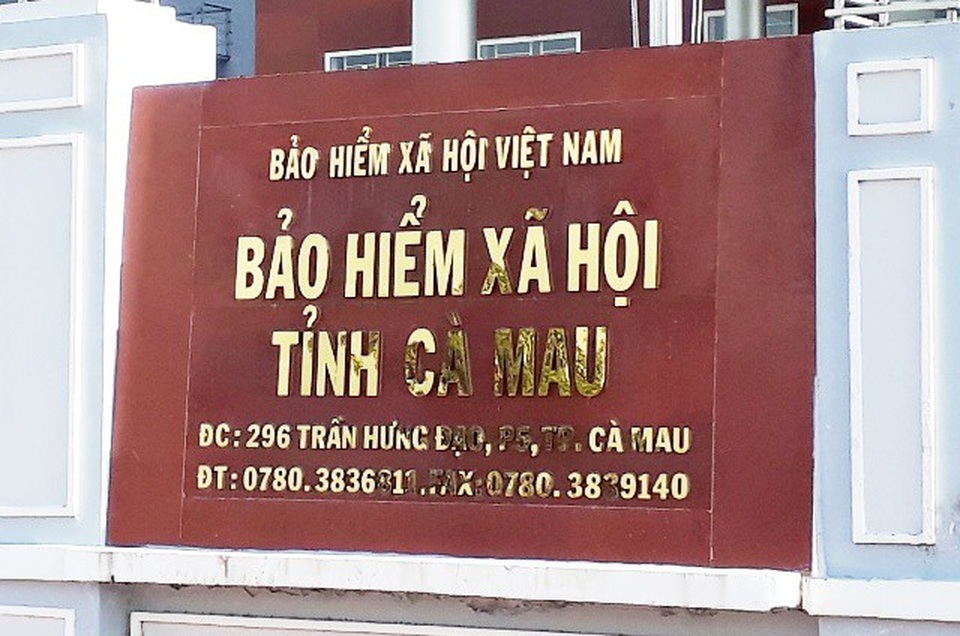 BẢO HIỂM XÃ HỘI VIỆT NAM
BẢO HIỂM XÃ HỘI
TỈNH CÀ MAU
ĐC: 296 TRẦN HƯNG ĐẠO, P5, TP. CÀ MAU
ĐT: 0780. 3836811..FAX: 0780. 3839140